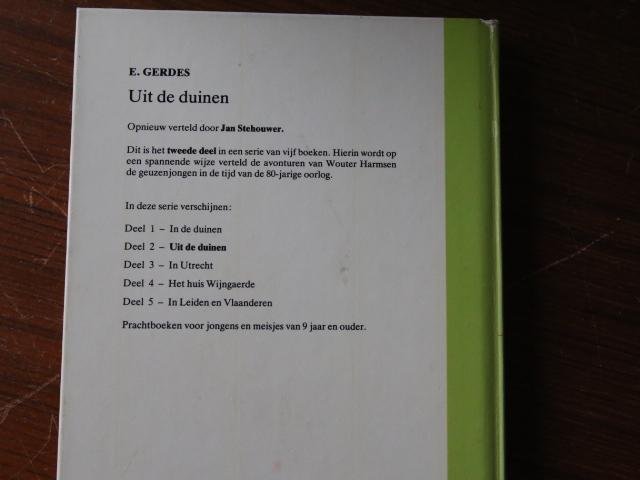 E. GERDES
Uit de duinen
Opnieuw verteld door Jan Stehouwer.
Dit is het tweede deel in een serie van vijf boeken. Hierin wordt op
een spannende wijze verteld de avonturen van Wouter Harmsen
de geuzenjongen in de tijd van de 80-jarige oorlog.
In deze serie verschijnen:
Deel 1 – In de duinen
Deel 2 – Uit de duinen
Deel 3 – In Utrecht
Deel 4 – Het huis Wijngaerde
Deel 5 – In Leiden en Vlaanderen
Prachtboeken voor jongens en meisjes van 9 jaar en ouder.